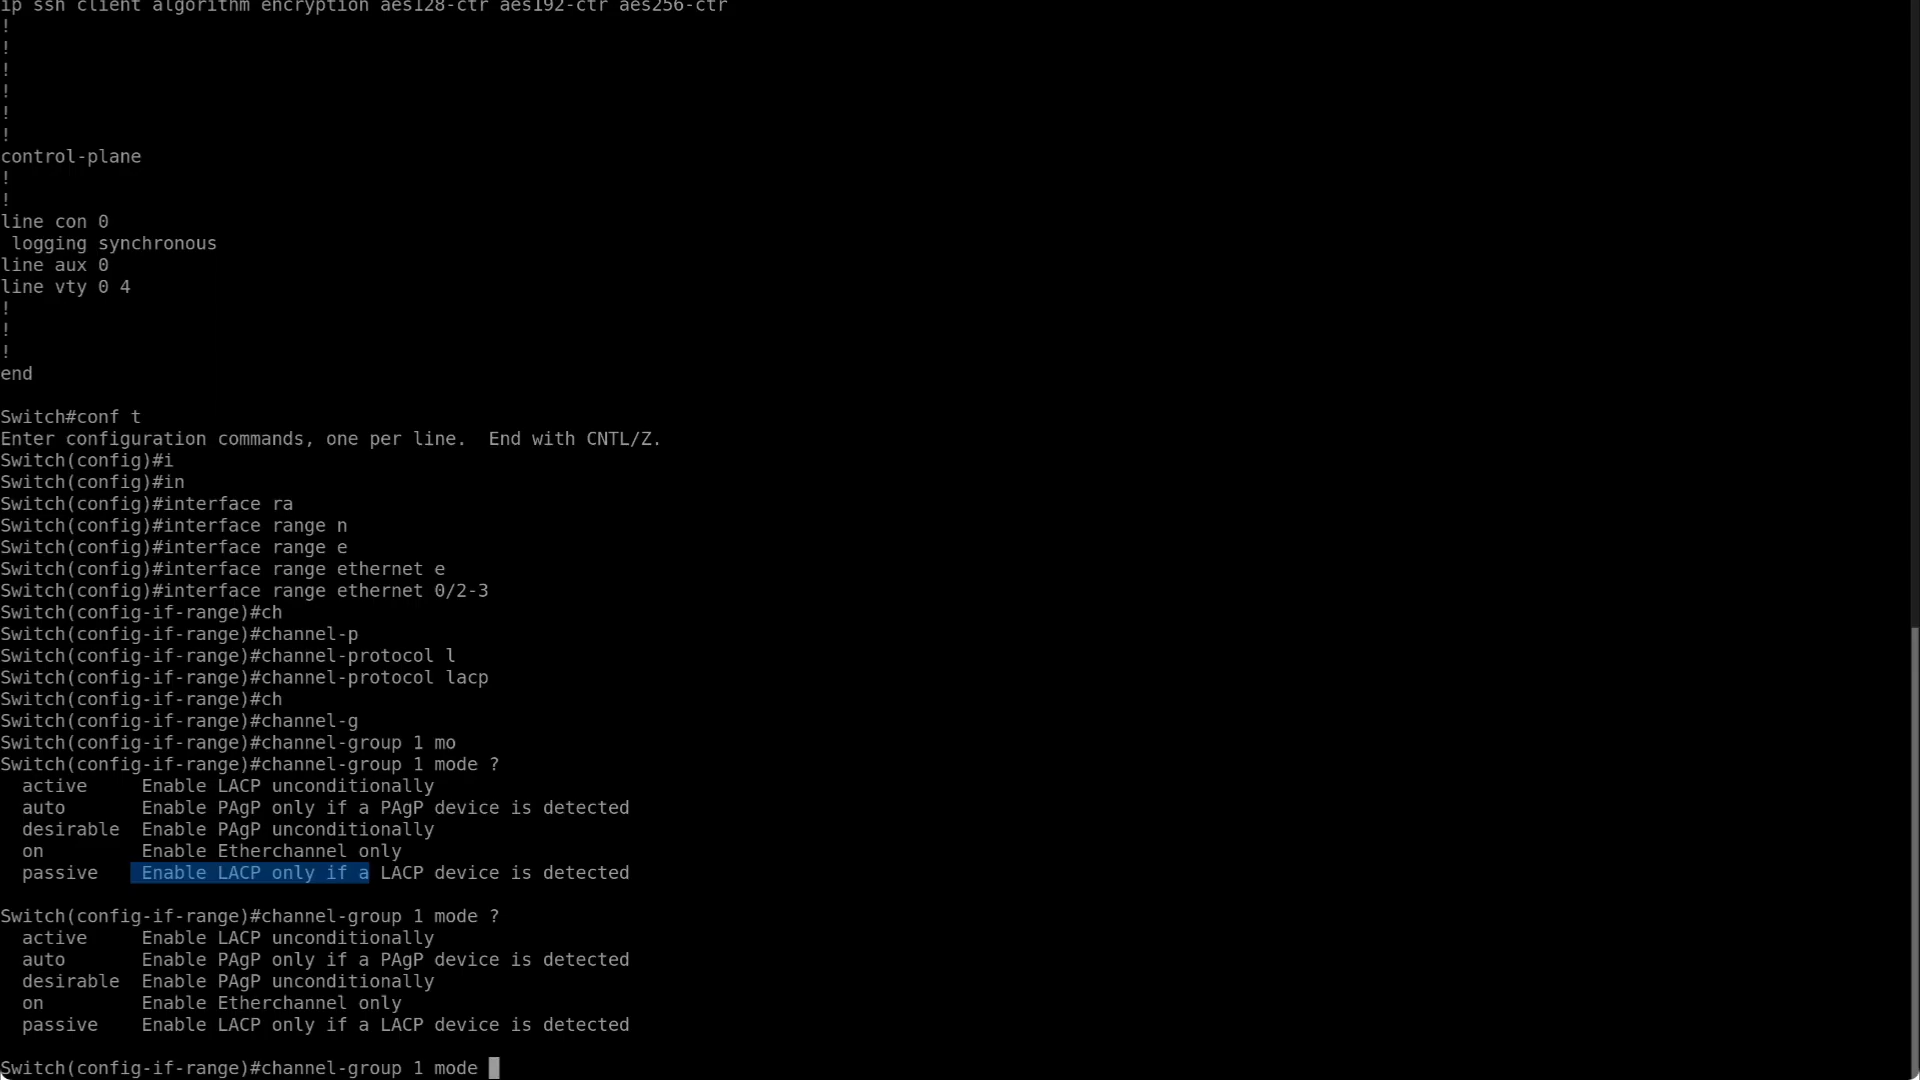 ip ssh client algorithm encryption aes128-ctr aes192-ctr aes256-ctr
!
!
!
!
!
!
control-plane
!
!
line con 0
 logging synchronous
line aux 0
line vty 0 4
!
!
!
end
Switch#conf t
Enter configuration commands, one per line.  End with CNTL/Z.
Switch(config)#i
Switch(config)#in
Switch(config)#interface ra
Switch(config)#interface range n
Switch(config)#interface range e
Switch(config)#interface range ethernet e
Switch(config)#interface range ethernet 0/2-3
Switch(config-if-range)#ch
Switch(config-if-range)#channel-p
Switch(config-if-range)#channel-protocol l
Switch(config-if-range)#channel-protocol lacp
Switch(config-if-range)#ch
Switch(config-if-range)#channel-g
Switch(config-if-range)#channel-group 1 mo
Switch(config-if-range)#channel-group 1 mode ?
  active     Enable LACP unconditionally
  auto       Enable PAgP only if a PAgP device is detected
  desirable  Enable PAgP unconditionally
  on         Enable Etherchannel only
  passive    Enable LACP only if a LACP device is detected
Switch(config-if-range)#channel-group 1 mode ?
  active     Enable LACP unconditionally
  auto       Enable PAgP only if a PAgP device is detected
  desirable  Enable PAgP unconditionally
  on         Enable Etherchannel only
  passive    Enable LACP only if a LACP device is detected
Switch(config-if-range)#channel-group 1 mode